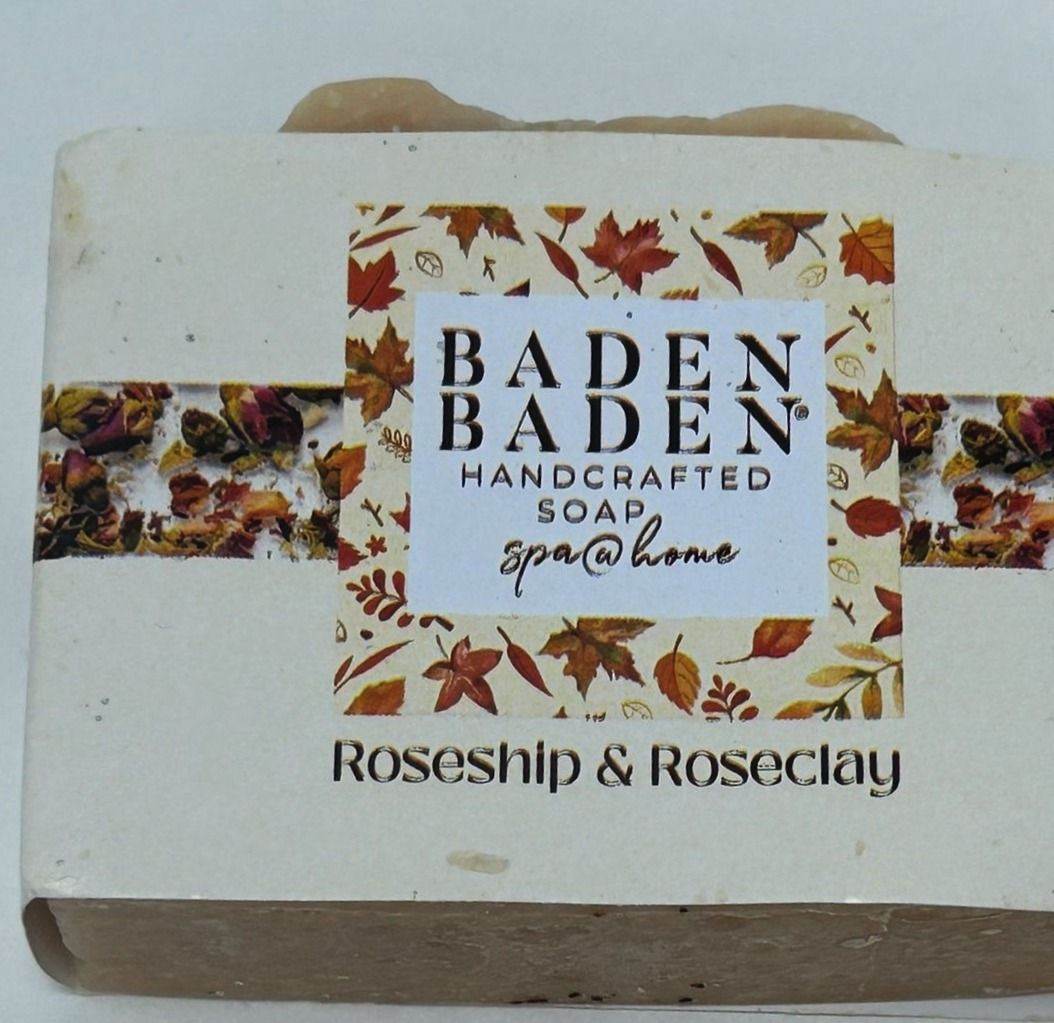 BADEN
BADEN®
HANDCRAFTED
SOAP
spa@home
Roseship & Roseclay